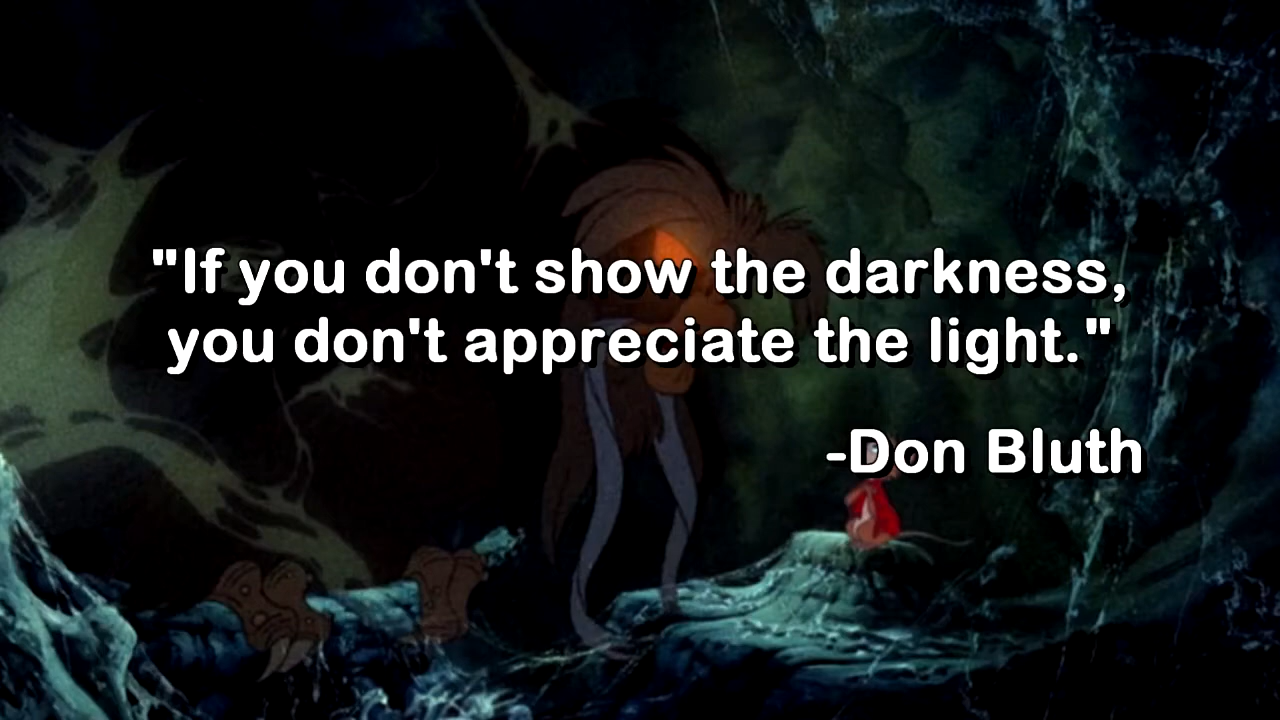 "If you don't show the darkness,
you don't appreciate the light."
-Don Bluth